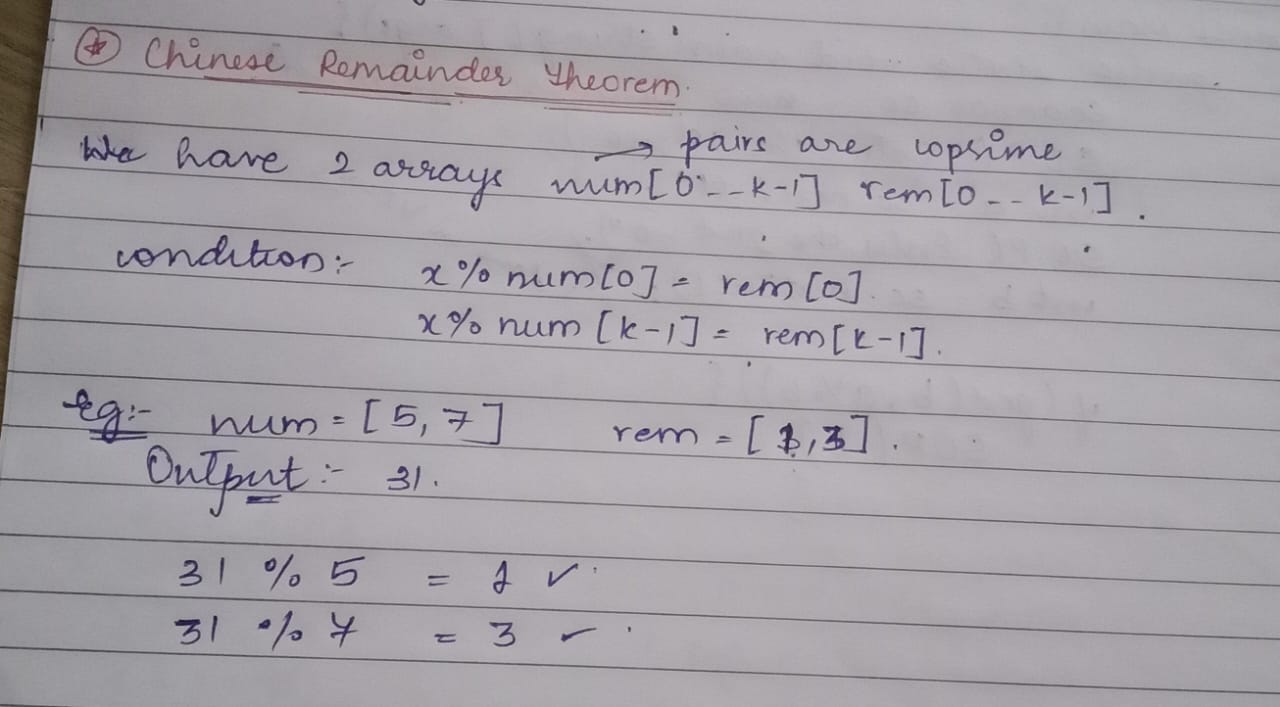 * Chinese Remainder theorem.
We have 2 arrays → pairs are coprime
num[0--k-1] rem[0--k-1].
condition:- x% num[0] = rem[0].
x% num[k-1] = rem[k-1].
eg:- num = [5,7] rem = [1,3].
Output:- 31.
31 % 5 = 1 ✓
31 % 7 = 3 ✓